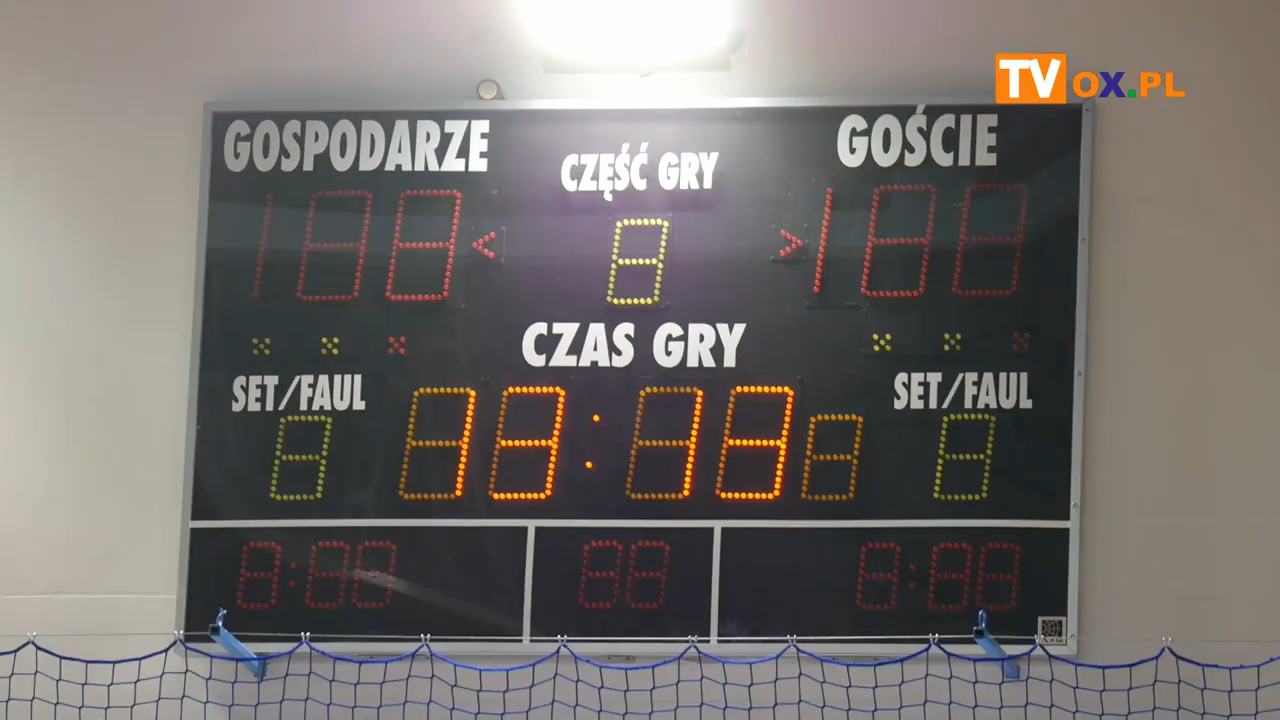 TVOX.PL
GOSPODARZE
GOŚCIE
CZĘŚĆ GRY
CZAS GRY
SET/FAUL
SET/FAUL